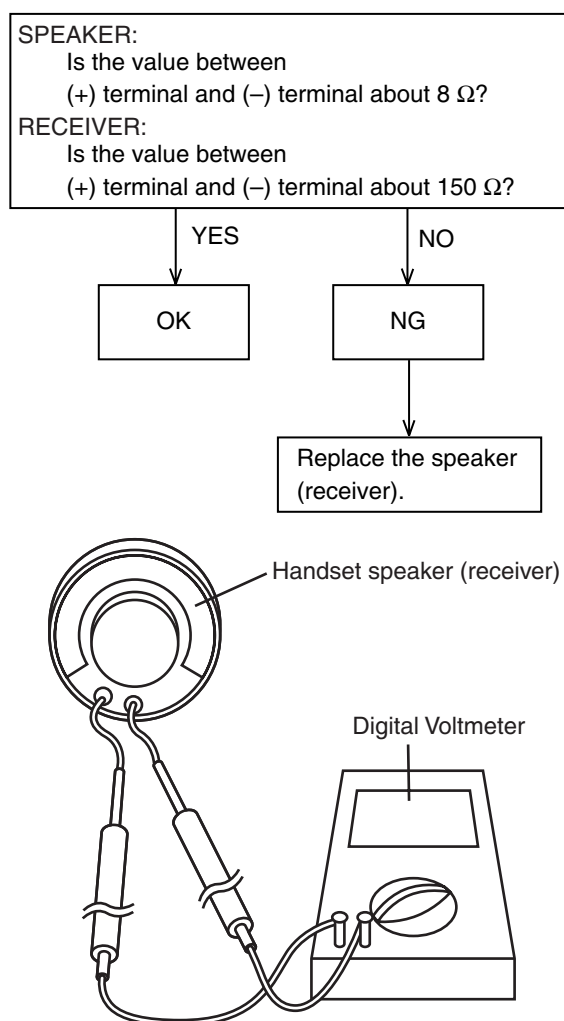 SPEAKER:
Is the value between
(+) terminal and (–) terminal about 8 Ω?
RECEIVER:
Is the value between
(+) terminal and (–) terminal about 150 Ω?
YES
NO
OK
NG
Replace the speaker
(receiver).
Handset speaker (receiver)
Digital Voltmeter